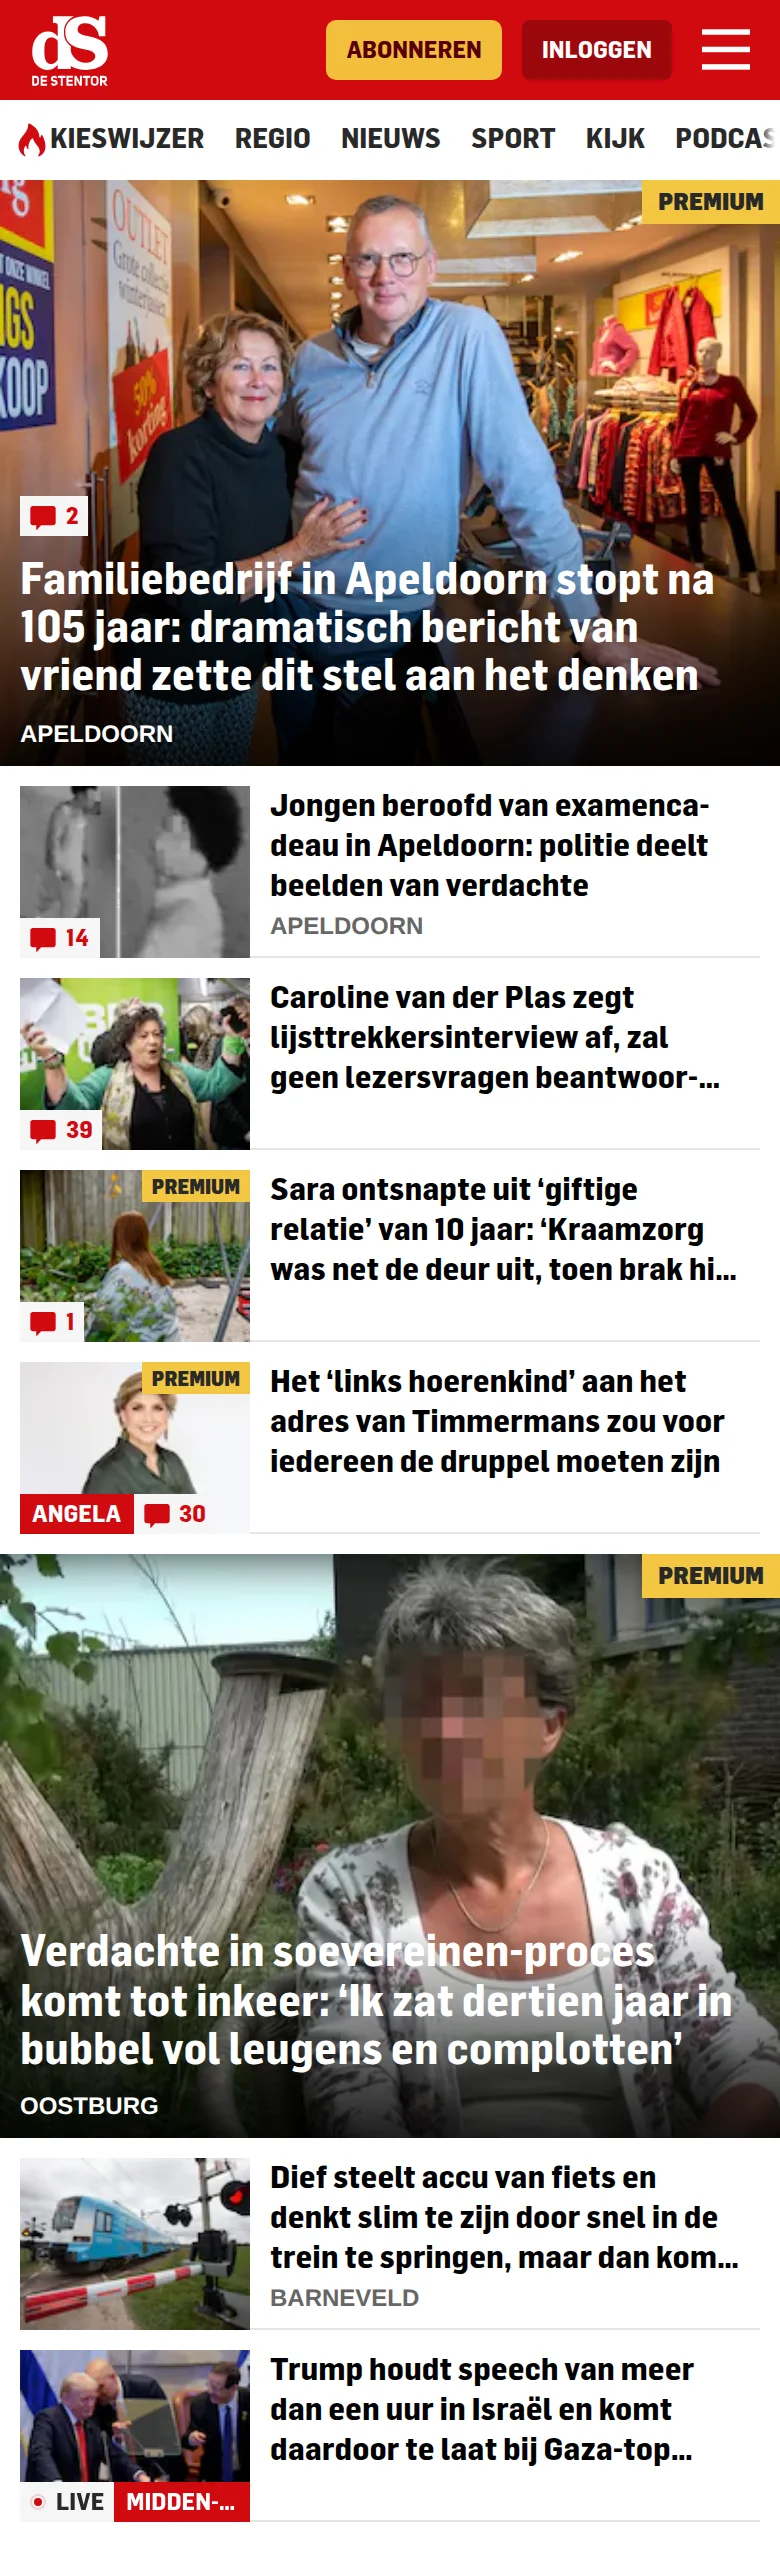 dS
DE STENTOR
ABONNEREN
INLOGGEN
KIESWIJZER REGIO NIEUWS SPORT KIJK PODCAS
PREMIUM
OUTLET
Grote collectie
winterjassen
50%
korting
ONZE WINKEL
GS
KOOP
2
Familiebedrijf in Apeldoorn stopt na
105 jaar: dramatisch bericht van
vriend zette dit stel aan het denken
APELDOORN
14
Jongen beroofd van examenca-
deau in Apeldoorn: politie deelt
beelden van verdachte
APELDOORN
39
Caroline van der Plas zegt
lijsttrekkersinterview af, zal
geen lezersvragen beantwoor-...
PREMIUM
1
Sara ontsnapte uit ‘giftige
relatie’ van 10 jaar: ‘Kraamzorg
was net de deur uit, toen brak hi...
PREMIUM
ANGELA
30
Het ‘links hoerenkind’ aan het
adres van Timmermans zou voor
iedereen de druppel moeten zijn
PREMIUM
Verdachte in soevereinen-proces
komt tot inkeer: ‘Ik zat dertien jaar in
bubbel vol leugens en complotten’
OOSTBURG
Dief steelt accu van fiets en
denkt slim te zijn door snel in de
trein te springen, maar dan kom...
BARNEVELD
LIVE
MIDDEN-...
Trump houdt speech van meer
dan een uur in Israël en komt
daardoor te laat bij Gaza-top...